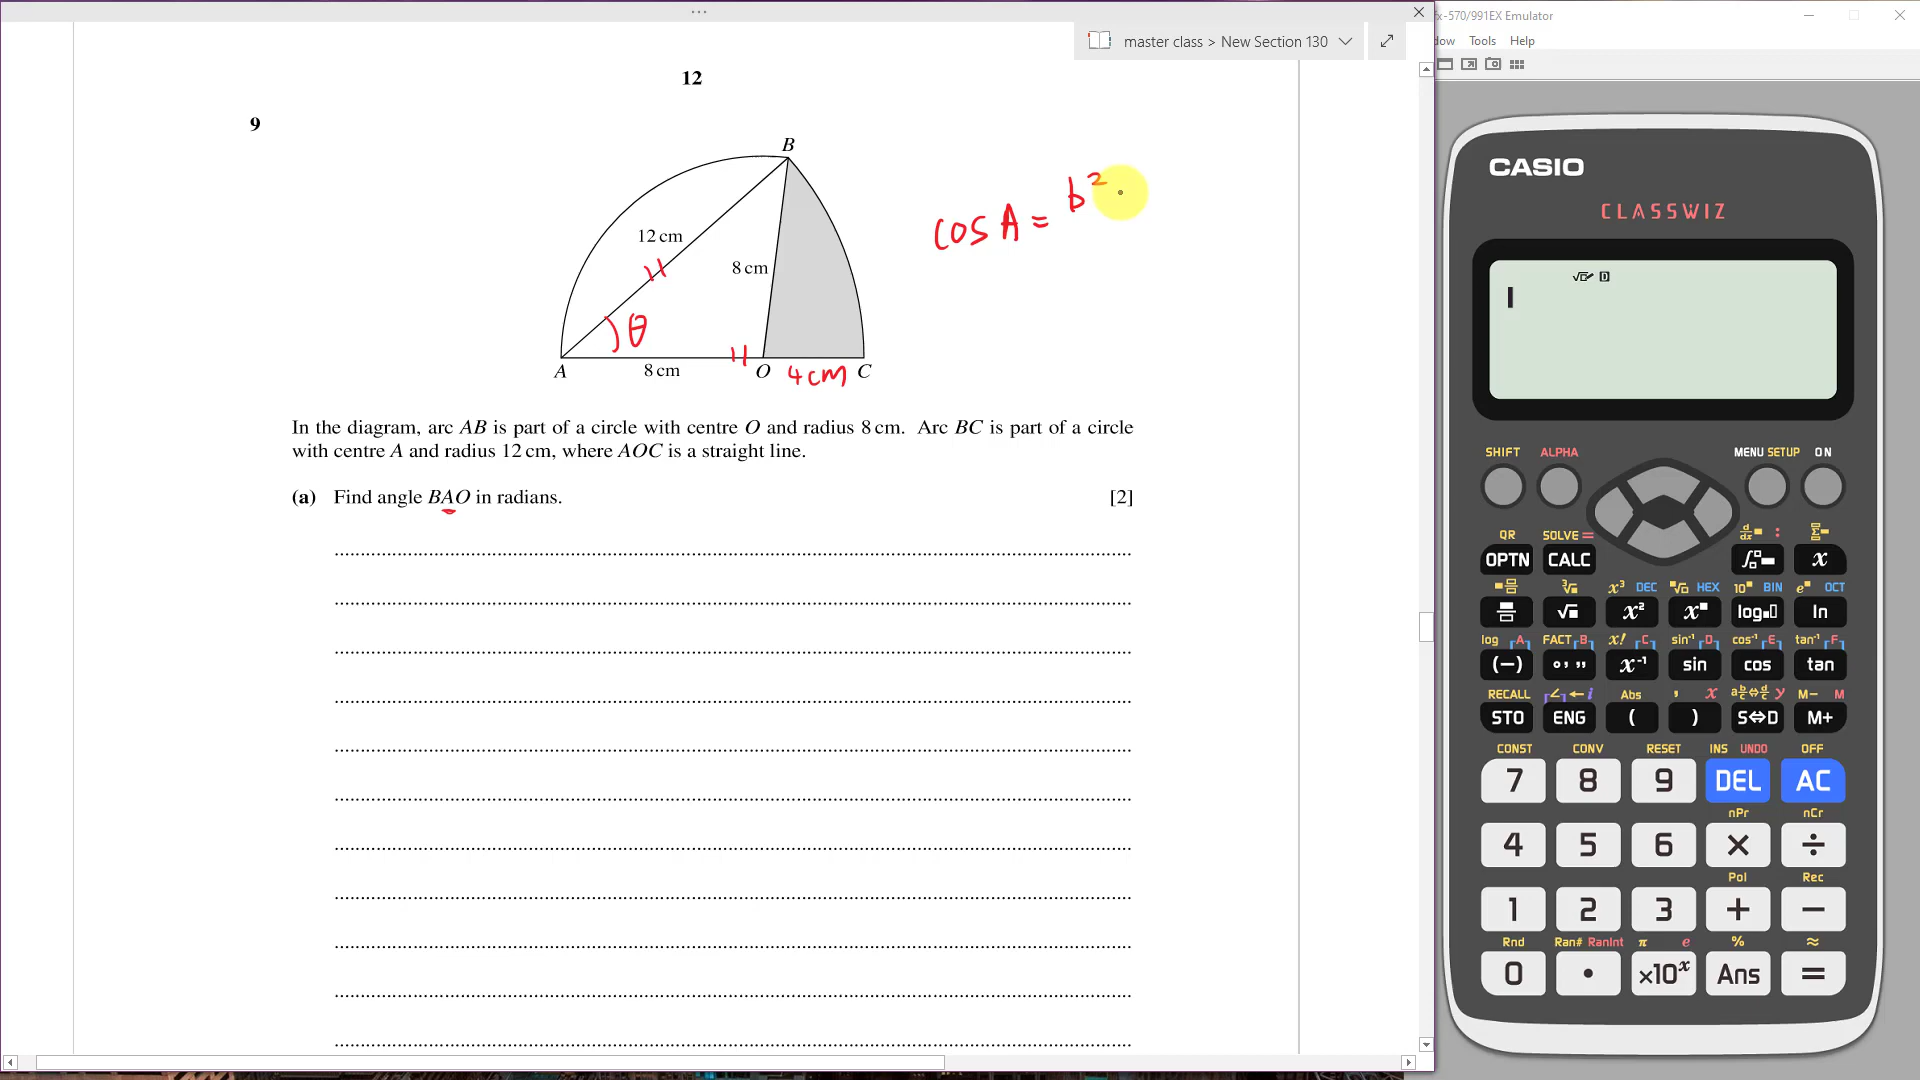 fx-570/991EX Emulator
master class > New Section 130
dow Tools Help
12
9
B
cos A = b²
12 cm
8 cm
θ
A 8 cm O 4cm C
In the diagram, arc AB is part of a circle with centre O and radius 8 cm. Arc BC is part of a circle
with centre A and radius 12 cm, where AOC is a straight line.
(a) Find angle BAO in radians. [2]
CASIO
CLASSWIZ
SHIFT ALPHA MENU SETUP ON
QR SOLVE = d/dx :
OPTN CALC x
x³ DEC HEX 10 BIN e OCT
x² log ln
log A FACT B x! C sin⁻¹ D cos⁻¹ E tan⁻¹ F
(−) ° ' '' x⁻¹ sin cos tan
RECALL ∠ i Abs , x a b/c⇔d/c y M− M
STO ENG ( ) S⇔D M+
CONST CONV RESET INS UNDO OFF
7 8 9 DEL AC
nPr nCr
4 5 6 × ÷
Pol Rec
1 2 3 + −
Rnd Ran# RanInt π e % ≈
0 • ×10ˣ Ans =